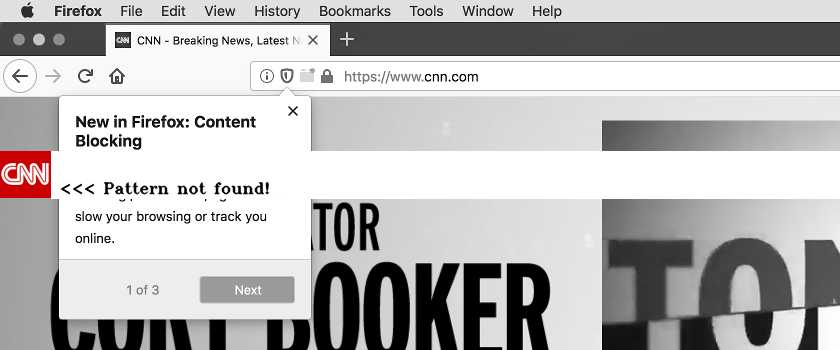 Firefox File Edit View History Bookmarks Tools Window Help
CNN CNN - Breaking News, Latest N
https://www.cnn.com
New in Firefox: Content
Blocking
CNN
<<< Pattern not found!
slow your browsing or track you
online.
1 of 3 Next
ATOR
CORY BOOKER
TON